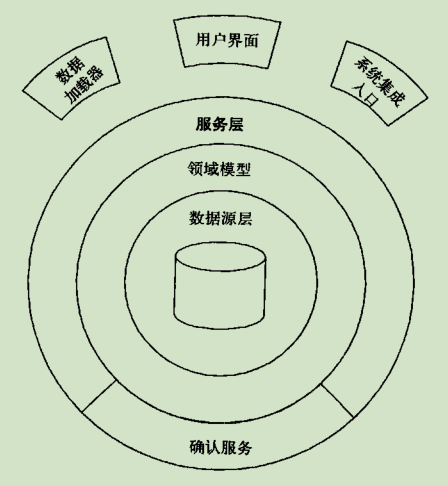 用户界面
数据
加载器
系统集成
入口
服务层
领域模型
数据源层
确认服务